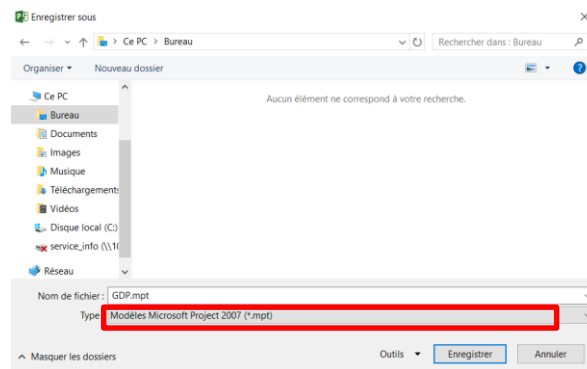 Enregistrer sous
Ce PC > Bureau
Rechercher dans : Bureau
Organiser
Nouveau dossier
Ce PC
Aucun élément ne correspond à votre recherche.
Bureau
Documents
Images
Musique
Téléchargements
Vidéos
Disque local (C:)
service_info (\\10
Réseau
Nom de fichier : GDP.mpt
Type Modèles Microsoft Project 2007 (*.mpt)
Masquer les dossiers
Outils
Enregistrer
Annuler